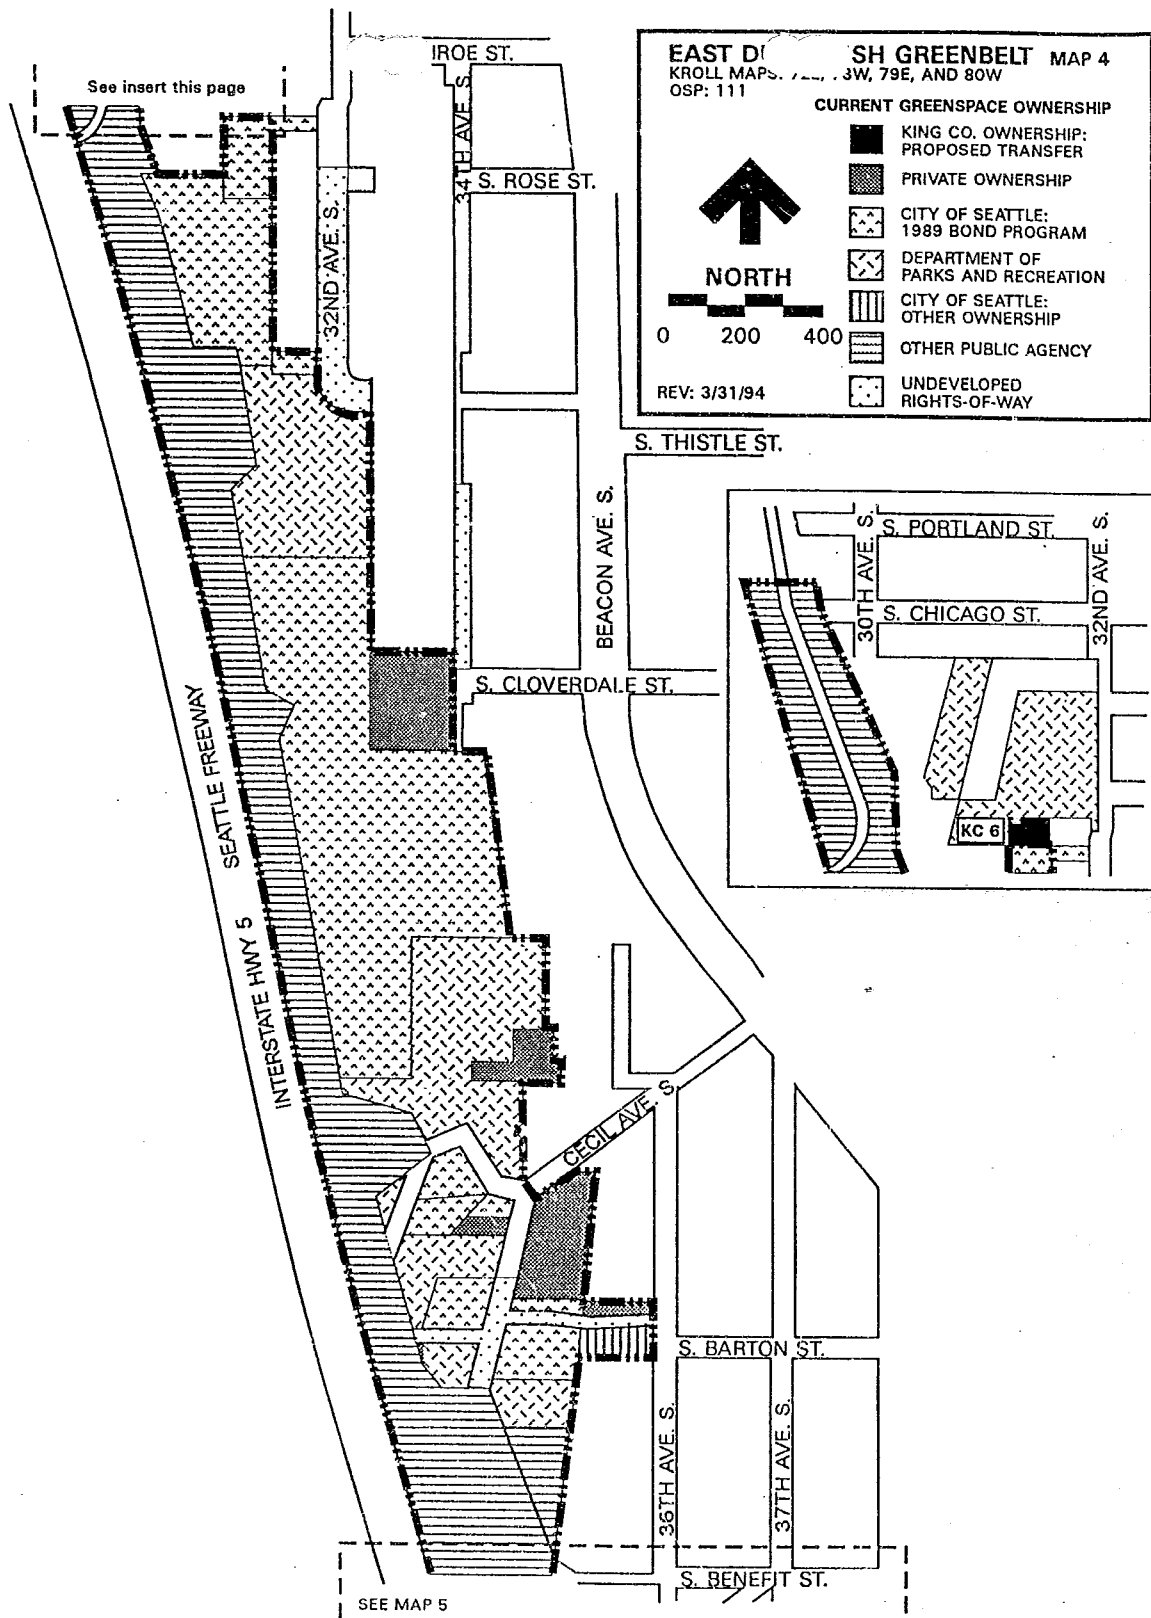 EAST D SH GREENBELT MAP 4
KROLL MAPS: W, 79E, AND 80W
OSP: 111
CURRENT GREENSPACE OWNERSHIP
KING CO. OWNERSHIP:
PROPOSED TRANSFER
PRIVATE OWNERSHIP
CITY OF SEATTLE:
1989 BOND PROGRAM
DEPARTMENT OF
PARKS AND RECREATION
CITY OF SEATTLE:
OTHER OWNERSHIP
OTHER PUBLIC AGENCY
UNDEVELOPED
RIGHTS-OF-WAY
NORTH
0 200 400
REV: 3/31/94
See insert this page
IROE ST.
34TH AVE S
S. ROSE ST.
32ND AVE. S.
S. THISTLE ST.
BEACON AVE. S.
S. CLOVERDALE ST.
S. PORTLAND ST.
30TH AVE. S.
32ND AVE. S.
S. CHICAGO ST.
KC 6
SEATTLE FREEWAY
INTERSTATE HWY 5
CECIL AVE. S.
S. BARTON ST.
36TH AVE. S.
37TH AVE. S.
S. BENEFIT ST.
SEE MAP 5